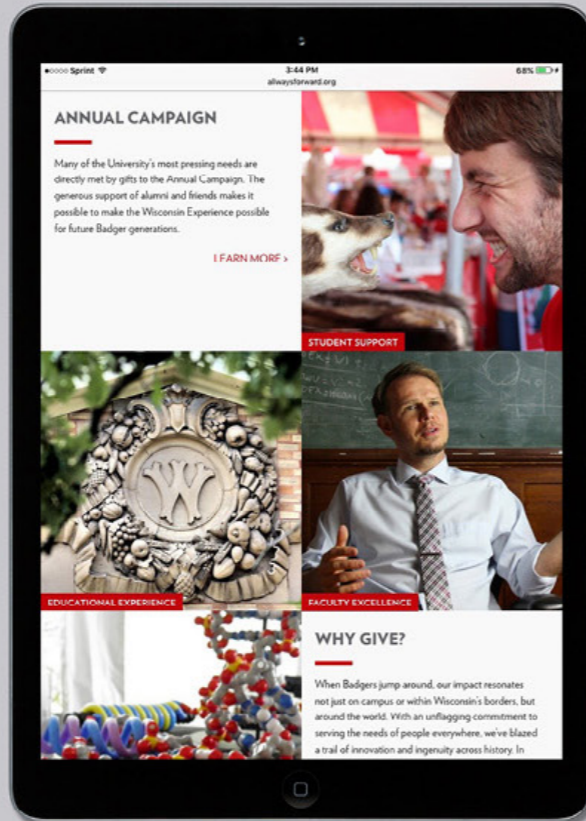 Sprint
3:44 PM
68%
allwaysforward.org
ANNUAL CAMPAIGN
Many of the University's most pressing needs are
directly met by gifts to the Annual Campaign. The
generous support of alumni and friends makes it
possible to make the Wisconsin Experience possible
for future Badger generations.
LEARN MORE >
STUDENT SUPPORT
W
EDUCATIONAL EXPERIENCE
FACULTY EXCELLENCE
WHY GIVE?
When Badgers jump around, our impact resonates
not just on campus or within Wisconsin's borders, but
around the world. With an unflagging commitment to
serving the needs of people everywhere, we've blazed
a trail of innovation and ingenuity across history. In